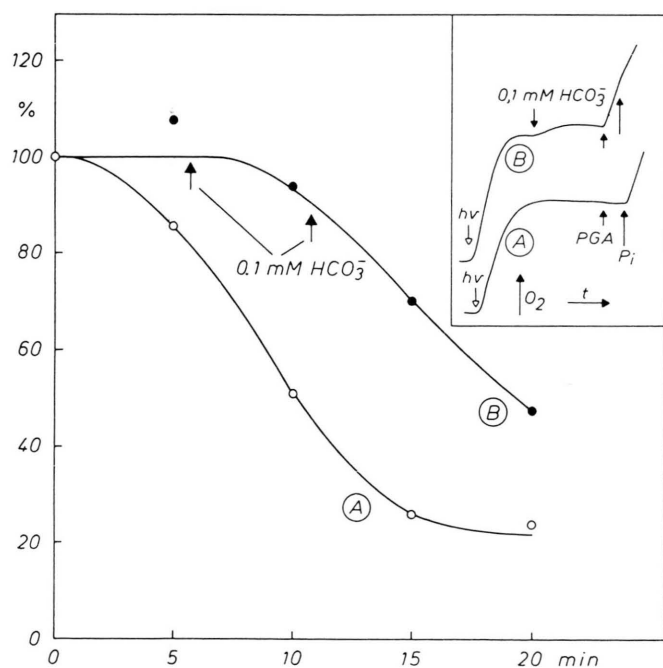 120
%
100
80
60
40
20
0
0
5
10
15
20
min
0.1 mM HCO₃⁻
A
B
0,1 mM HCO₃⁻
B
hν
A
hν
PGA
Pi
O₂
t